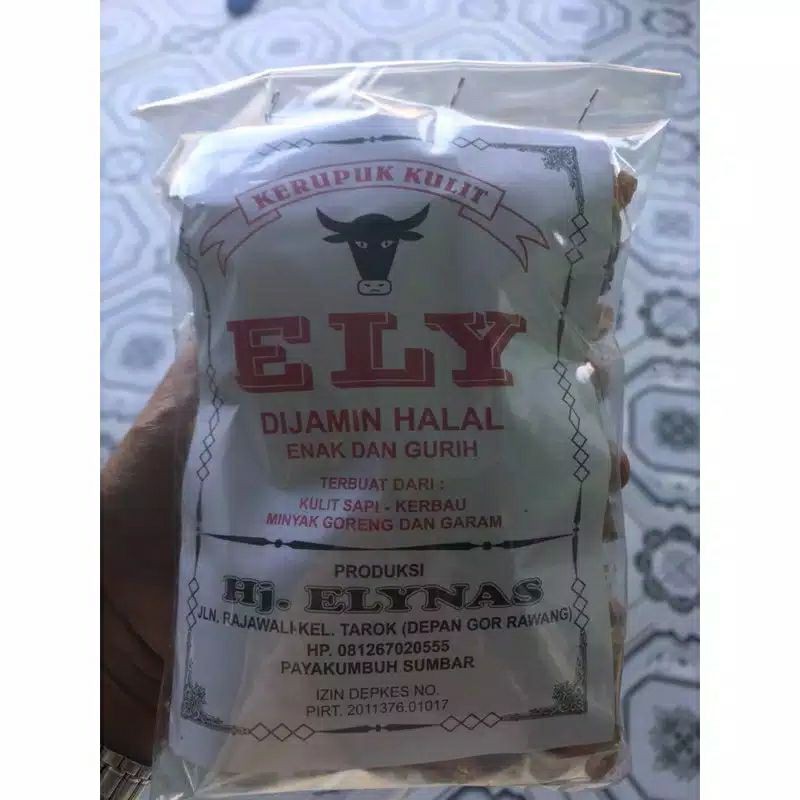 KERUPUK KULIT
ELY
DIJAMIN HALAL
ENAK DAN GURIH
TERBUAT DARI :
KULIT SAPI - KERBAU
MINYAK GORENG DAN GARAM
PRODUKSI
Hj. ELYNAS
JLN. RAJAWALI KEL. TAROK (DEPAN GOR RAWANG)
HP. 081267020555
PAYAKUMBUH SUMBAR
IZIN DEPKES NO.
PIRT. 2011376.01017